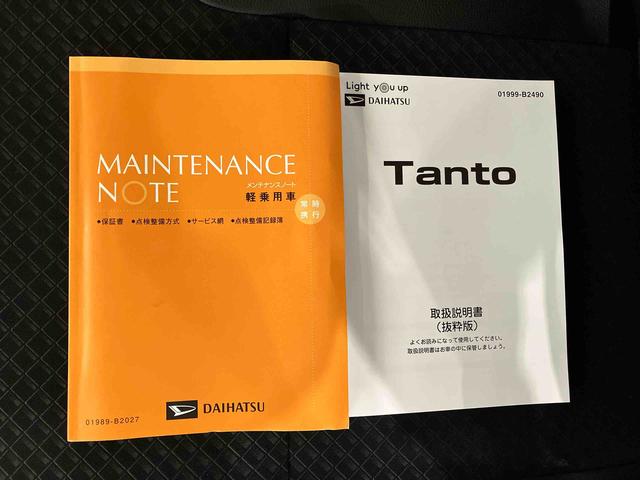 MAINTENANCE
NOTE
メンテナンスノート
軽乗用車
常時
携行
●保証書 ●点検整備方式 ●サービス網 ●点検整備記録簿
DAIHATSU
01989-B2027
Light you up
DAIHATSU
01999-B2490
Tanto
取扱説明書
(抜粋版)
よくお読みになって使用してください。
取扱説明書はお車の中に保管しましょう。